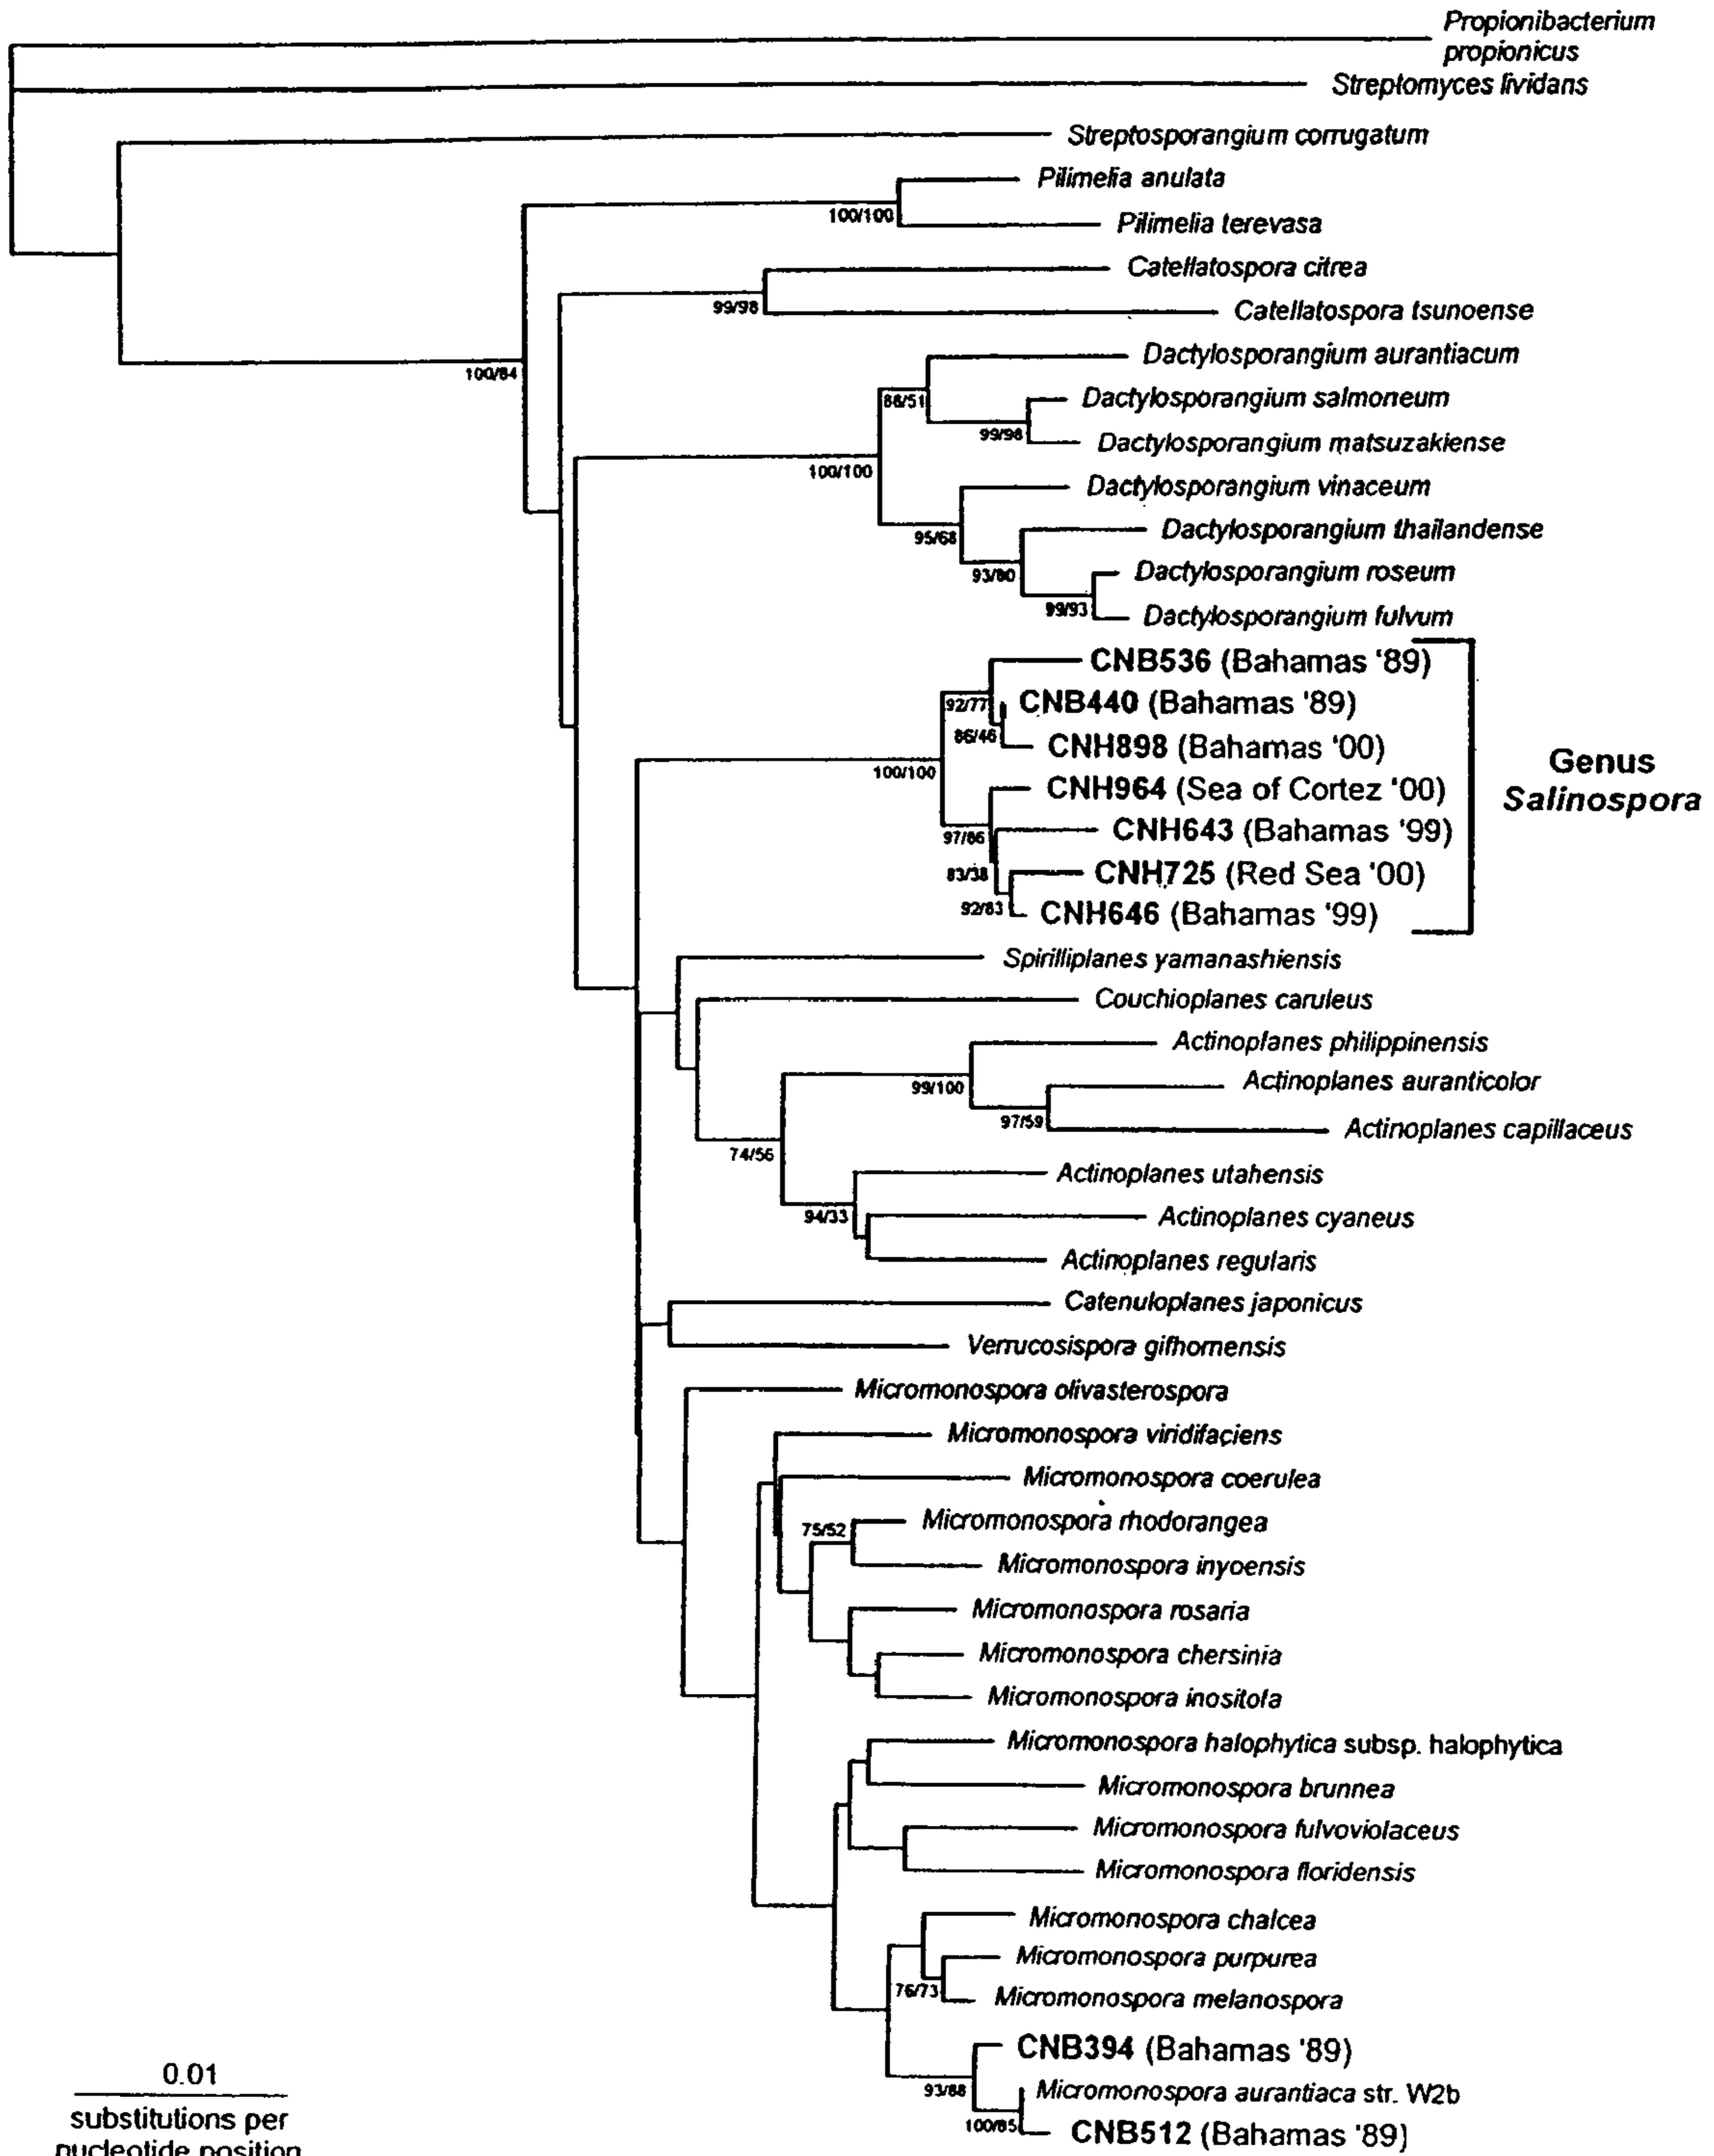 Propionibacterium
propionicus
Streptomyces lividans
Streptosporangium corrugatum
Pilimelia anulata
100/100
Pilimelia terevasa
Catellatospora citrea
99/98
Catellatospora tsunoense
Dactylosporangium aurantiacum
100/84
88/51
Dactylosporangium salmoneum
99/98
Dactylosporangium matsuzakiense
100/100
Dactylosporangium vinaceum
95/68
Dactylosporangium thailandense
93/80
Dactylosporangium roseum
99/93
Dactylosporangium fulvum
CNB536 (Bahamas '89)
92/77
CNB440 (Bahamas '89)
86/46
CNH898 (Bahamas '00)
100/100
Genus
Salinospora
CNH964 (Sea of Cortez '00)
97/86
CNH643 (Bahamas '99)
83/38
CNH725 (Red Sea '00)
92/83
CNH646 (Bahamas '99)
Spirilliplanes yamanashiensis
Couchioplanes caruleus
Actinoplanes philippinensis
99/100
Actinoplanes auranticolor
97/59
Actinoplanes capillaceus
74/56
Actinoplanes utahensis
94/33
Actinoplanes cyaneus
Actinoplanes regularis
Catenuloplanes japonicus
Verrucosispora gifhornensis
Micromonospora olivasterospora
Micromonospora viridifaciens
Micromonospora coerulea
75/52
Micromonospora rhodorangea
Micromonospora inyoensis
Micromonospora rosaria
Micromonospora chersinia
Micromonospora inositola
Micromonospora halophytica subsp. halophytica
Micromonospora brunnea
Micromonospora fulvoviolaceus
Micromonospora floridensis
Micromonospora chalcea
Micromonospora purpurea
76/73
Micromonospora melanospora
CNB394 (Bahamas '89)
93/88
Micromonospora aurantiaca str. W2b
100/85
CNB512 (Bahamas '89)
0.01
substitutions per
nucleotide position